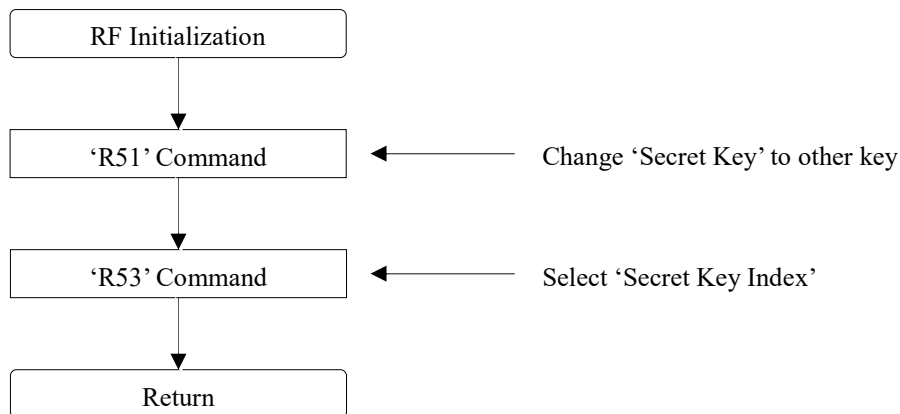 RF Initialization
‘R51’ Command
Change ‘Secret Key’ to other key
‘R53’ Command
Select ‘Secret Key Index’
Return